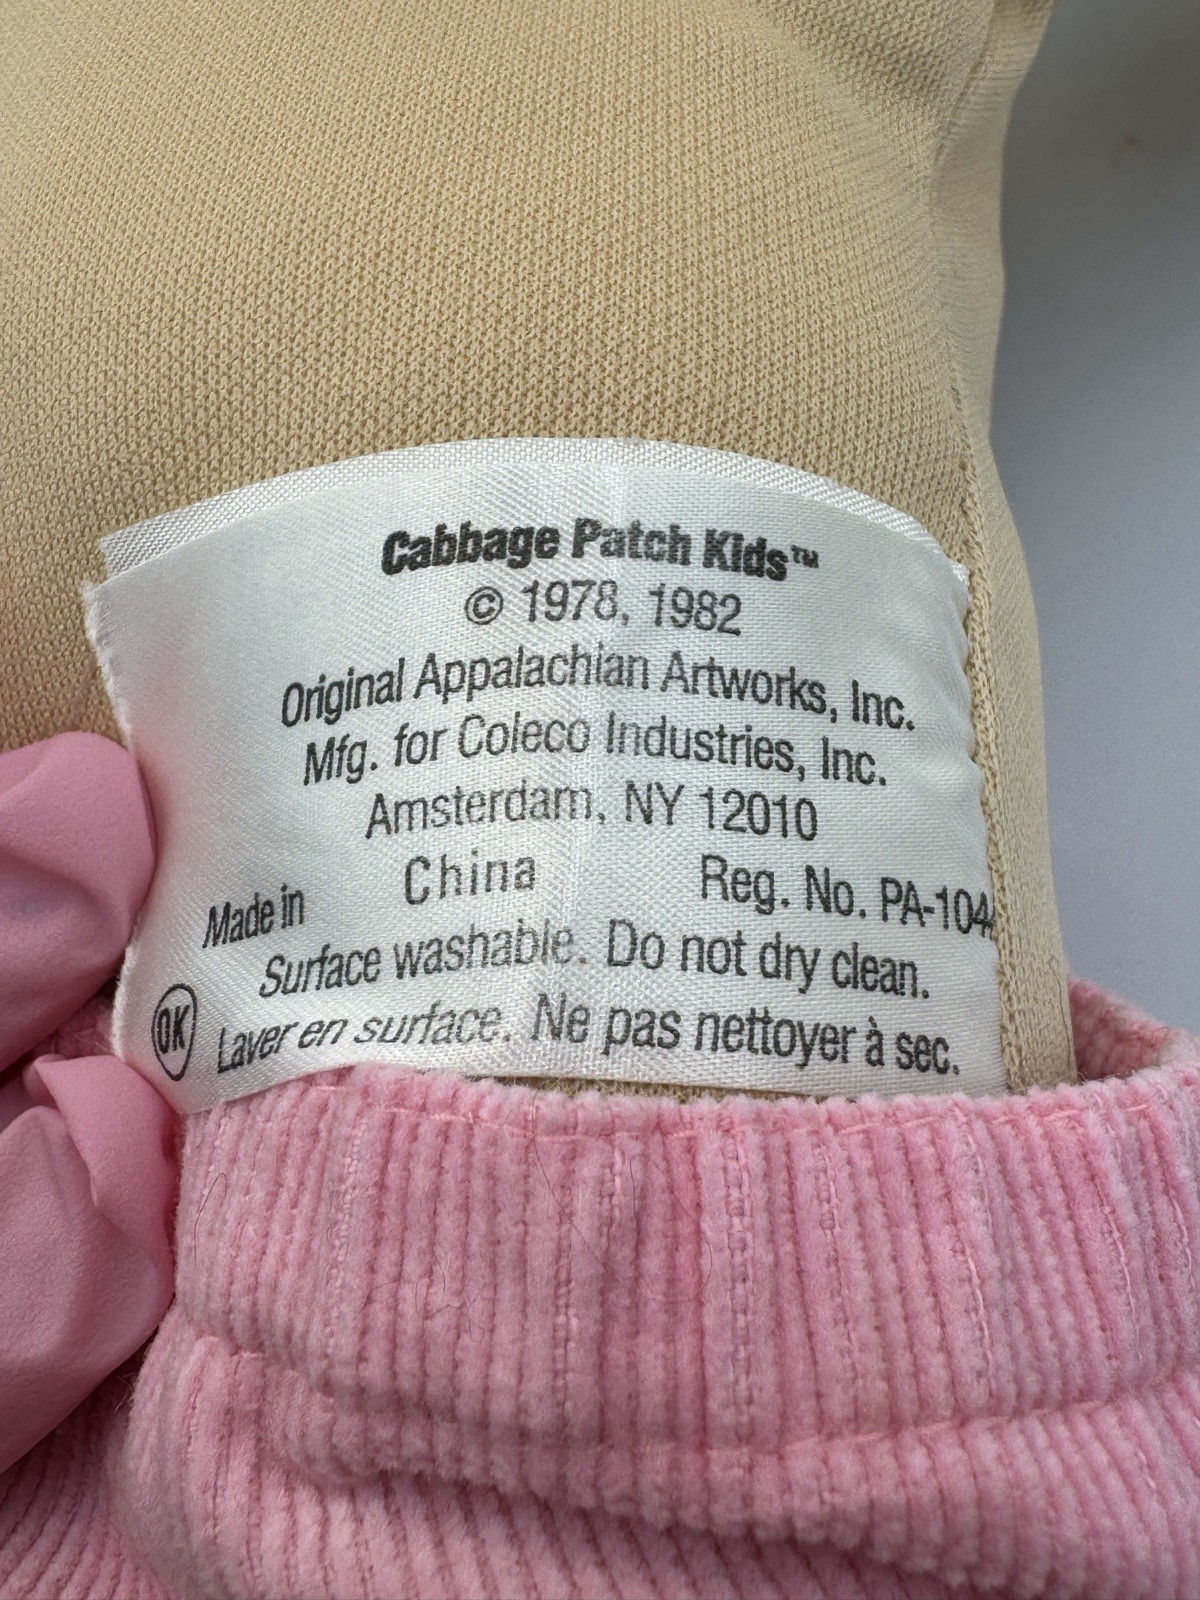 Cabbage Patch Kids™
© 1978, 1982
Original Appalachian Artworks, Inc.
Mfg. for Coleco Industries, Inc.
Amsterdam, NY 12010
Made in China Reg. No. PA-104
Surface washable. Do not dry clean.
OK Laver en surface. Ne pas nettoyer à sec.